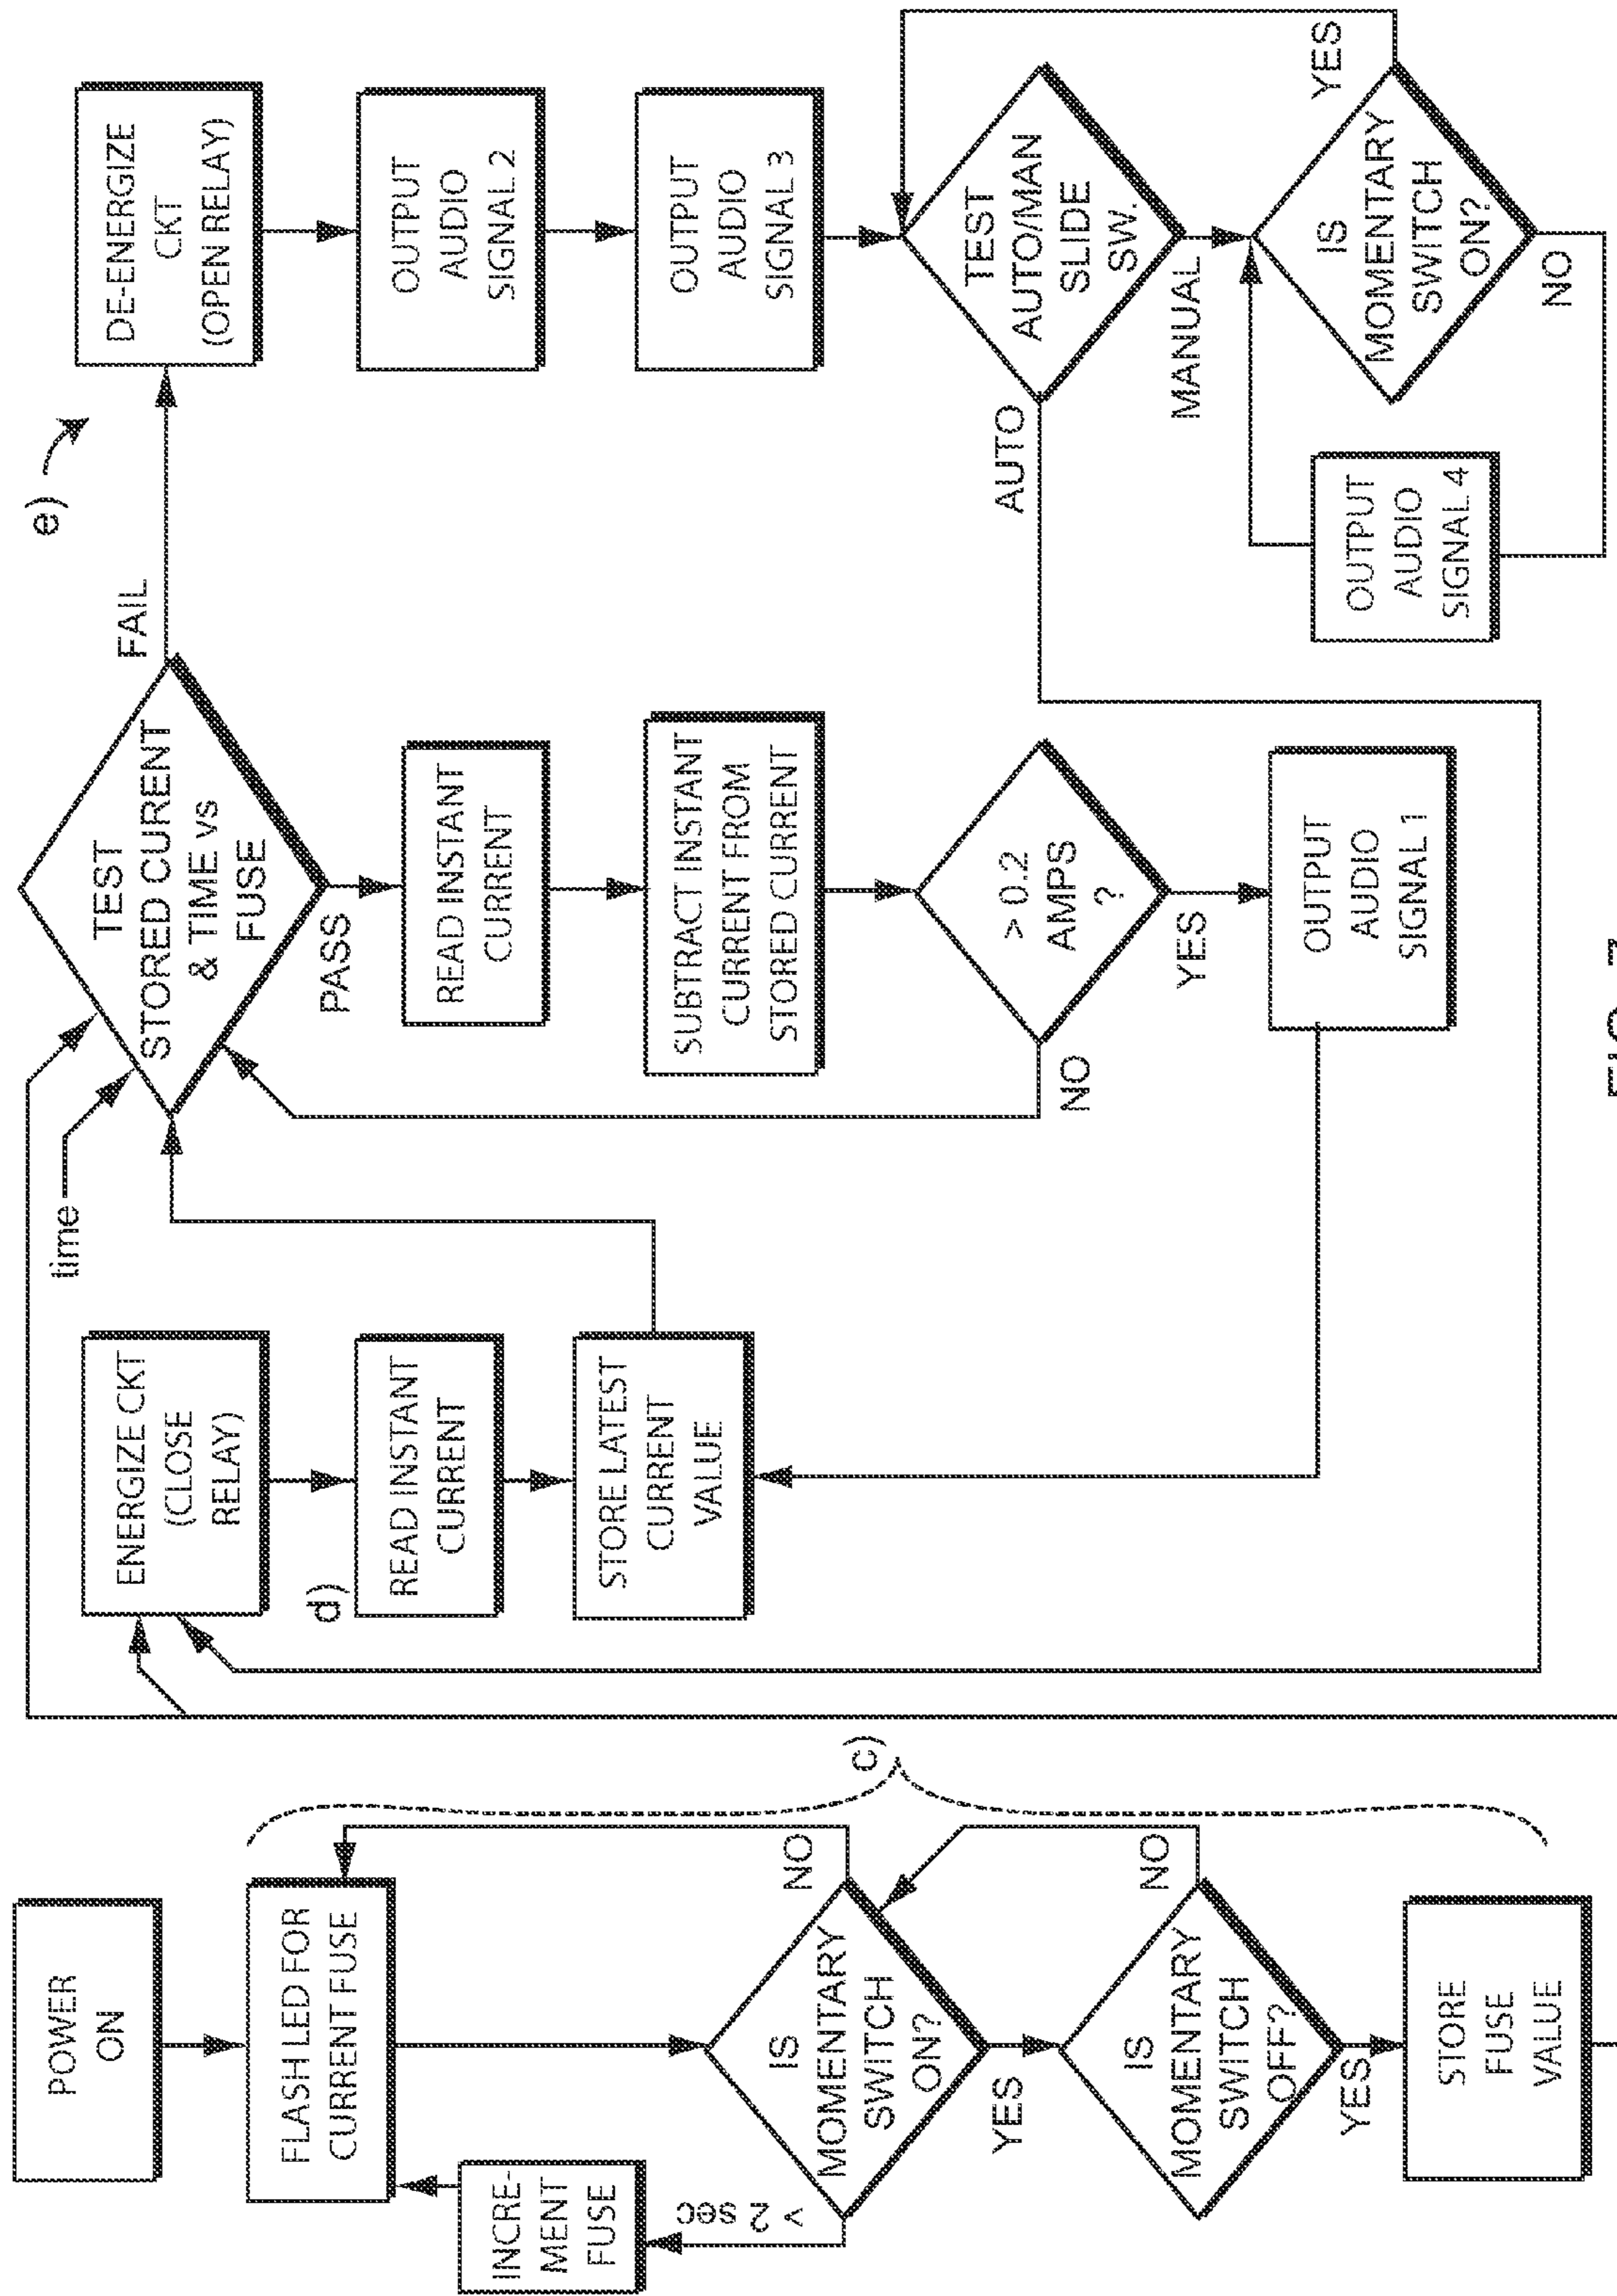 POWER
ON
FLASH LED FOR
CURRENT FUSE
INCRE-
MENT
FUSE
> 2 sec
IS
MOMENTARY
SWITCH
ON?
NO
YES
IS
MOMENTARY
SWITCH
OFF?
NO
YES
STORE
FUSE
VALUE
c)
ENERGIZE CKT
(CLOSE
RELAY)
d)
READ INSTANT
CURRENT
STORE LATEST
CURRENT
VALUE
time
TEST
STORED CURENT
& TIME vs
FUSE
FAIL
PASS
READ INSTANT
CURRENT
SUBTRACT INSTANT
CURRENT FROM
STORED CURRENT
> 0.2
AMPS
?
NO
YES
OUTPUT
AUDIO
SIGNAL 1
e)
DE-ENERGIZE
CKT
(OPEN RELAY)
OUTPUT
AUDIO
SIGNAL 2
OUTPUT
AUDIO
SIGNAL 3
TEST
AUTO/MAN
SLIDE
SW.
AUTO
MANUAL
IS
MOMENTARY
SWITCH
ON?
YES
NO
OUTPUT
AUDIO
SIGNAL 4